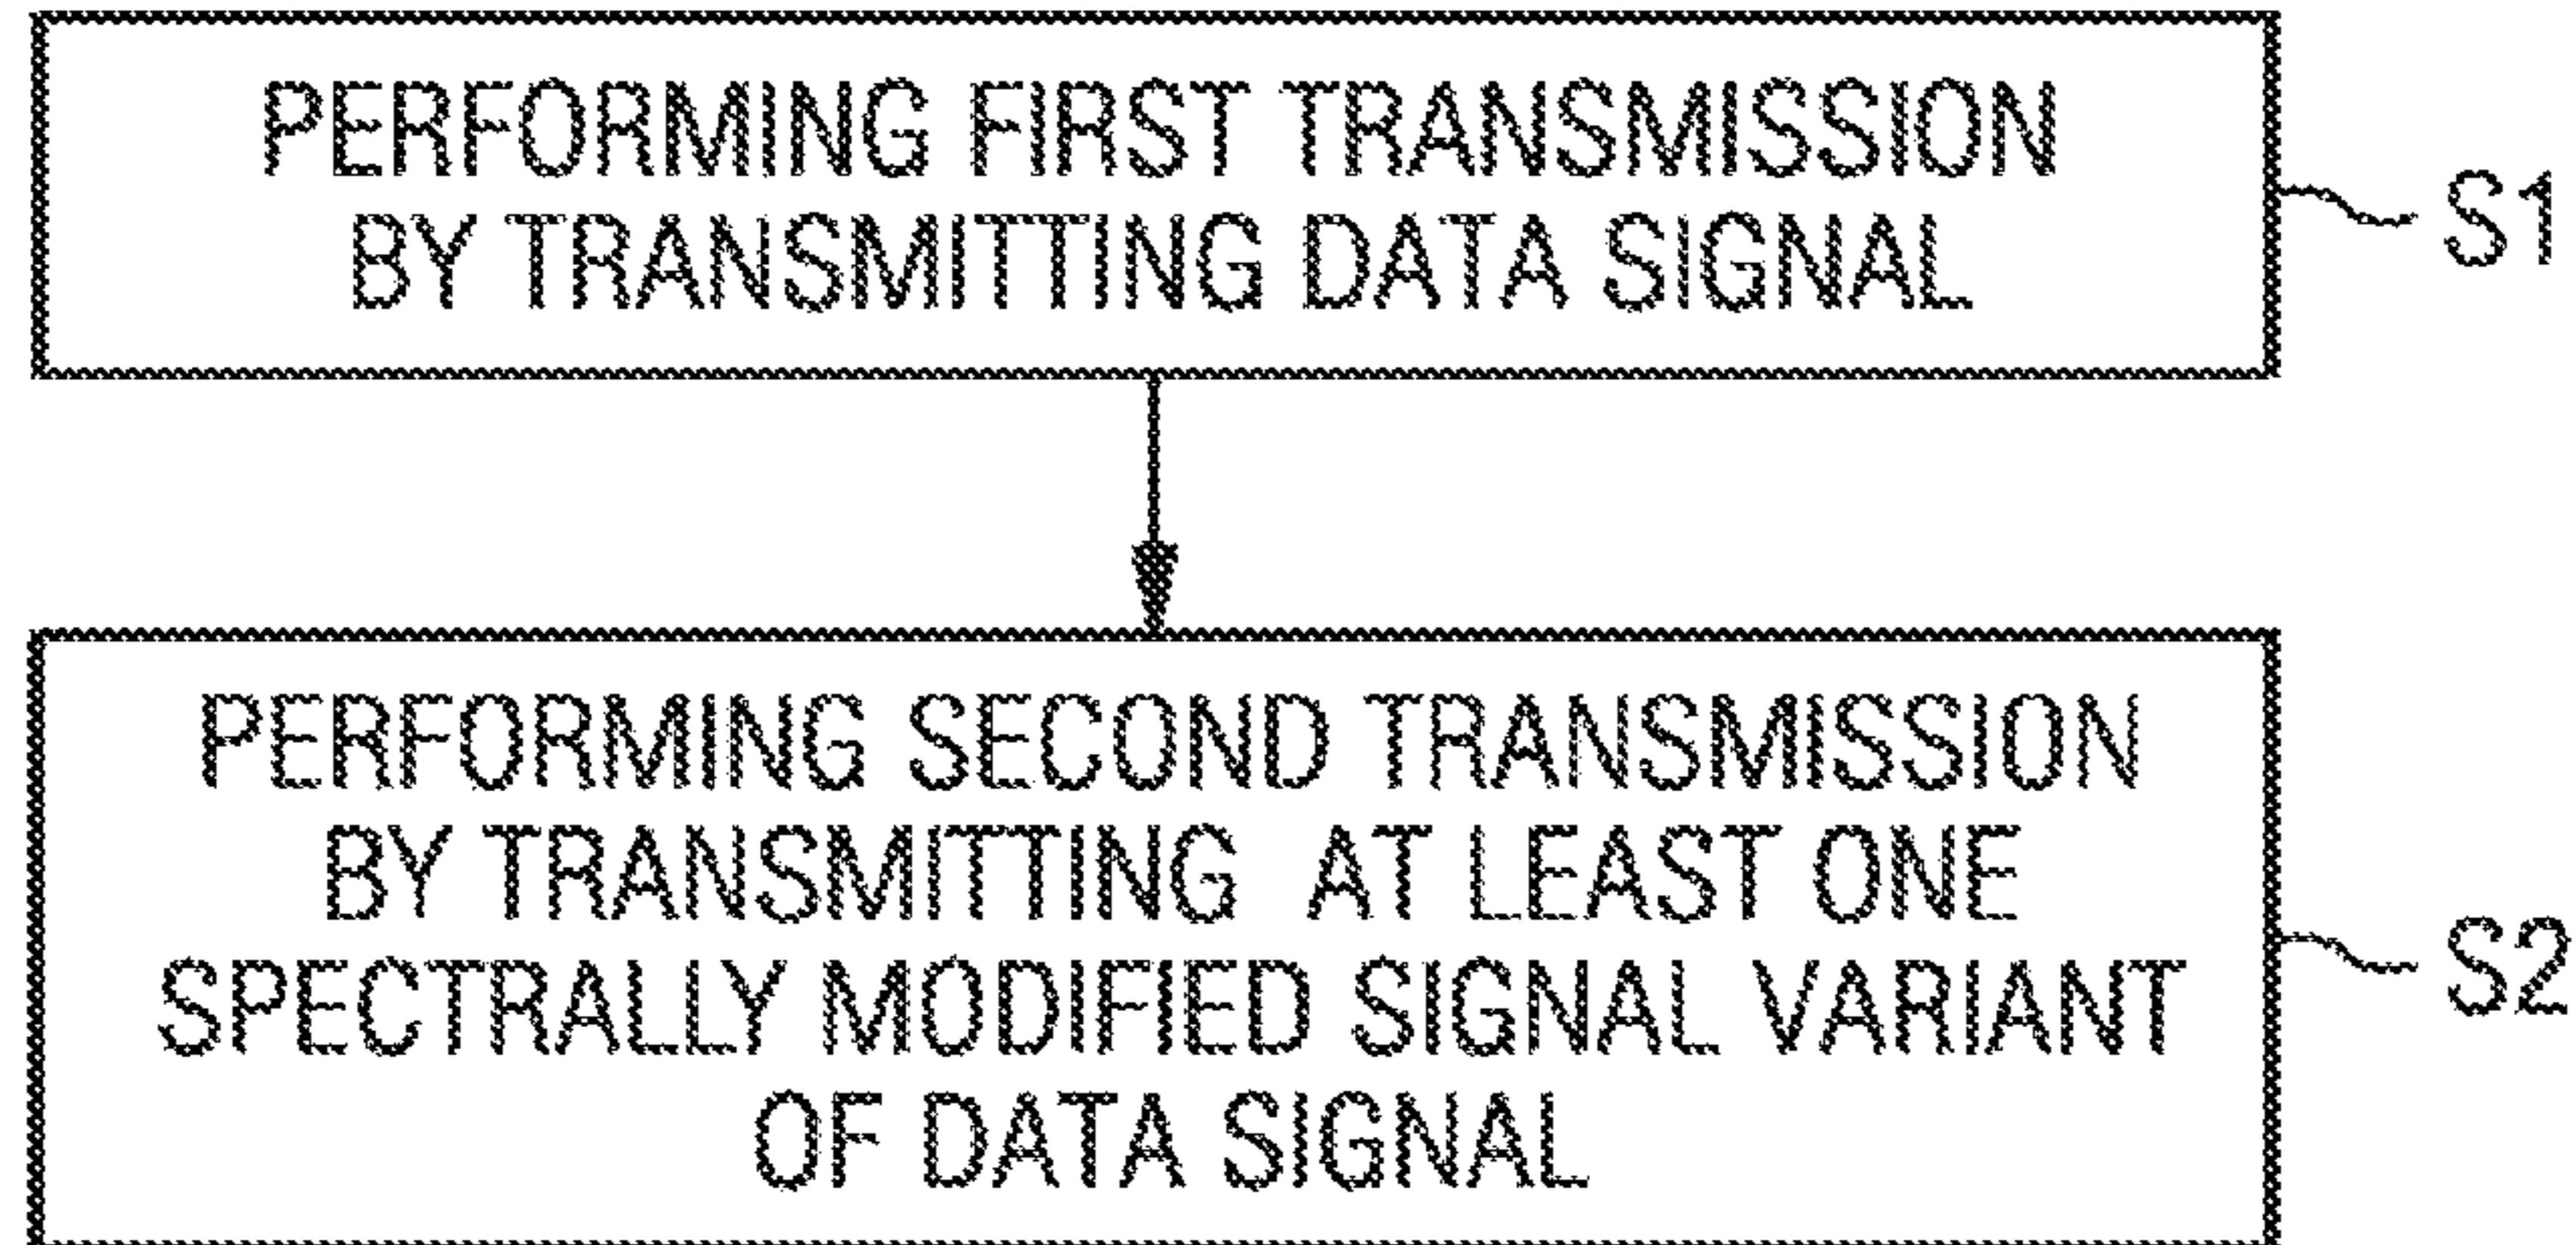 PERFORMING FIRST TRANSMISSION
BY TRANSMITTING DATA SIGNAL
S1
PERFORMING SECOND TRANSMISSION
BY TRANSMITTING AT LEAST ONE
SPECTRALLY MODIFIED SIGNAL VARIANT
OF DATA SIGNAL
S2